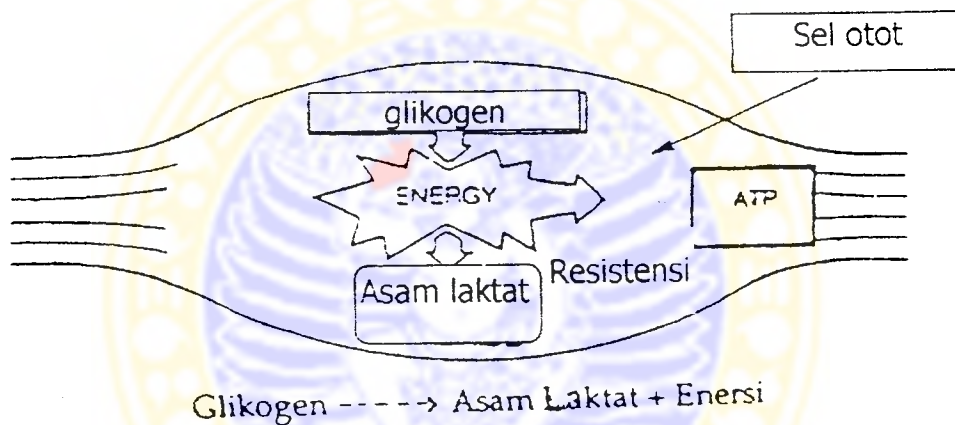 Sel otot
glikogen
ENERGY
ATP
Resistensi
Asam laktat
Glikogen ----→ Asam Laktat + Enersi